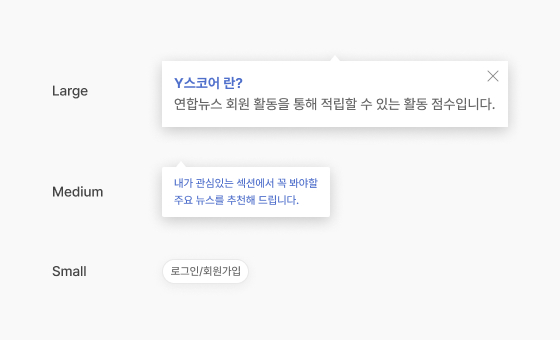 Large
Y스코어 란?
연합뉴스 회원 활동을 통해 적립할 수 있는 활동 점수입니다.
Medium
내가 관심있는 섹션에서 꼭 봐야할
주요 뉴스를 추천해 드립니다.
Small
로그인/회원가입